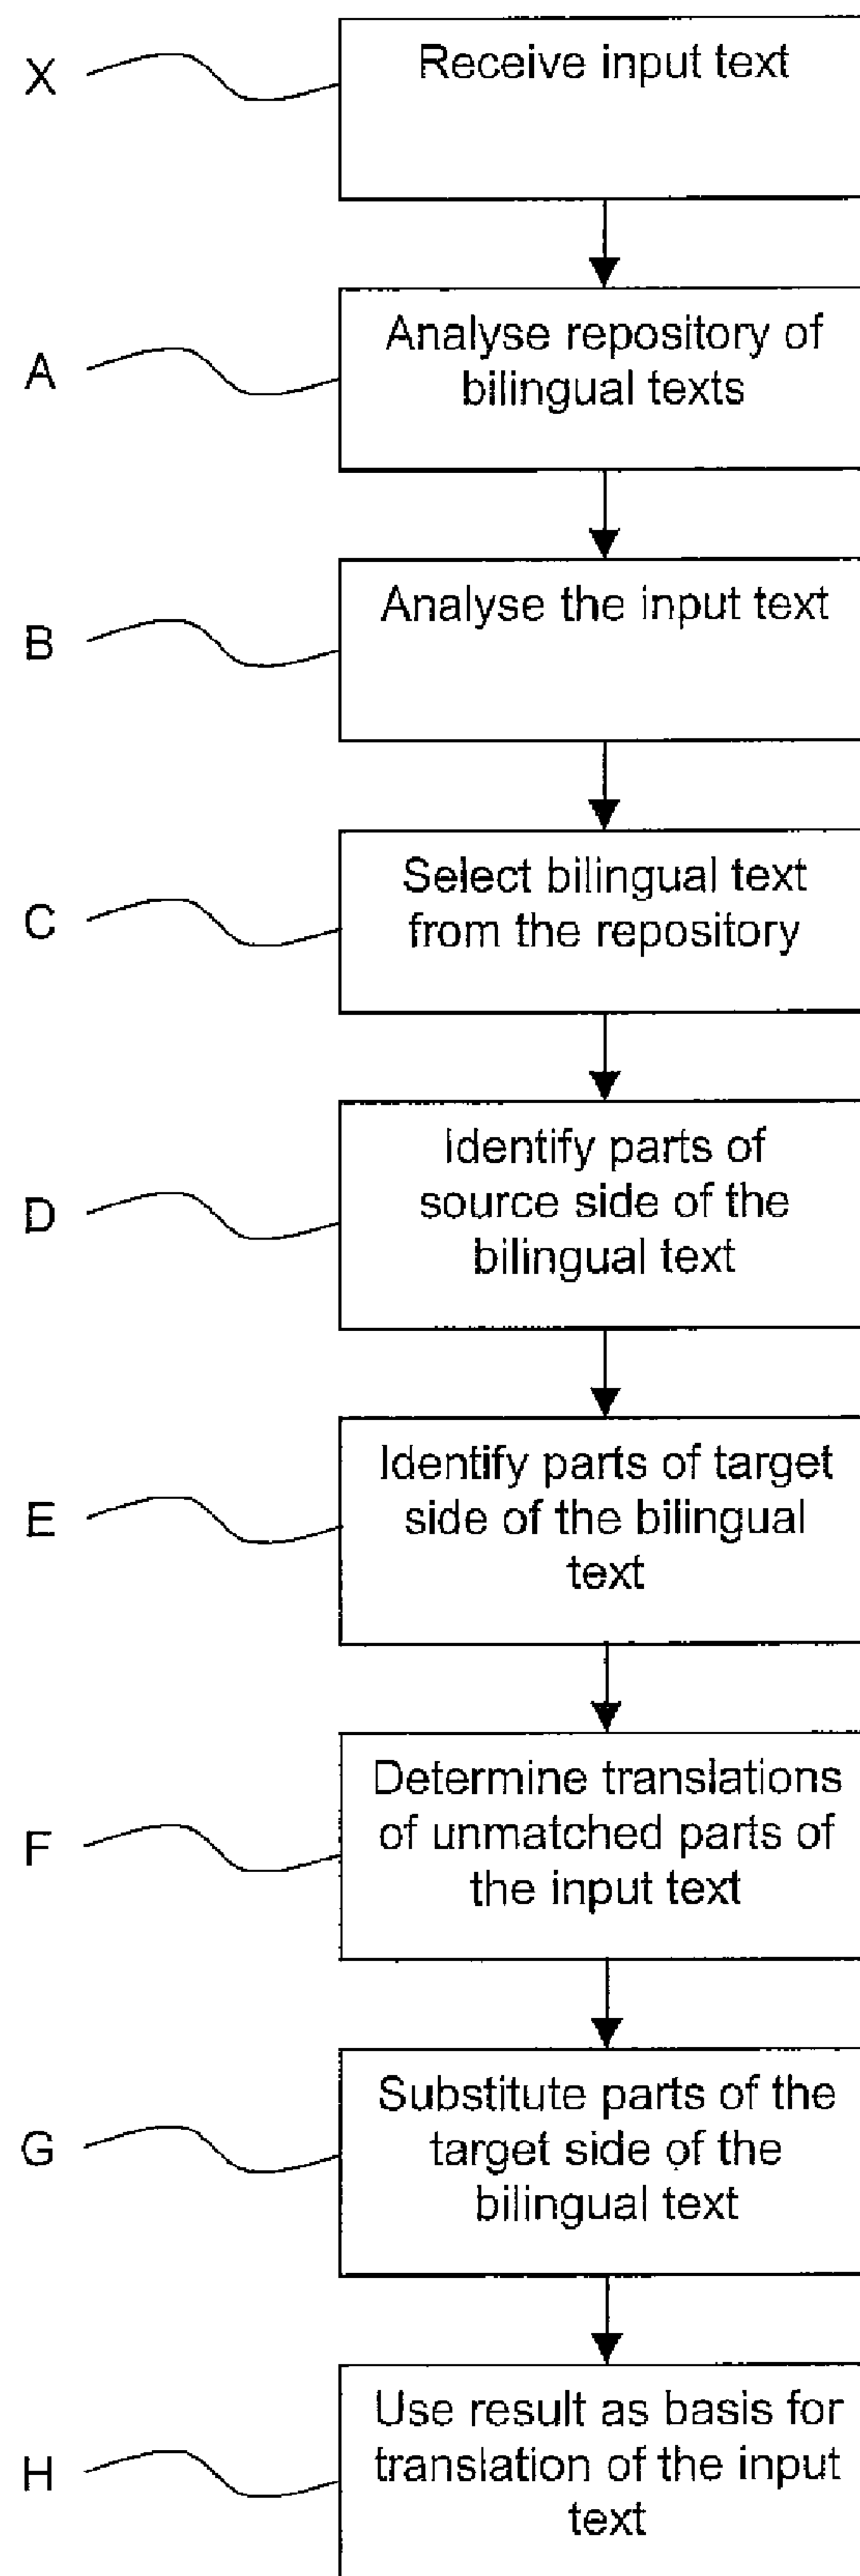 X
Receive input text
A
Analyse repository of
bilingual texts
B
Analyse the input text
C
Select bilingual text
from the repository
D
Identify parts of
source side of the
bilingual text
E
Identify parts of target
side of the bilingual
text
F
Determine translations
of unmatched parts of
the input text
G
Substitute parts of the
target side of the
bilingual text
H
Use result as basis for
translation of the input
text